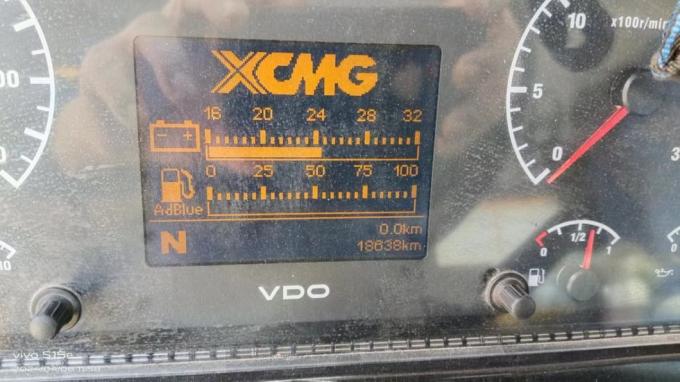 10
x100r/min
5
0
XCMG
16 20 24 28 32
- +
0 25 50 75 100
AdBlue
N
0.0km
18638km
0 1/2 1
VDO
vivo S15e